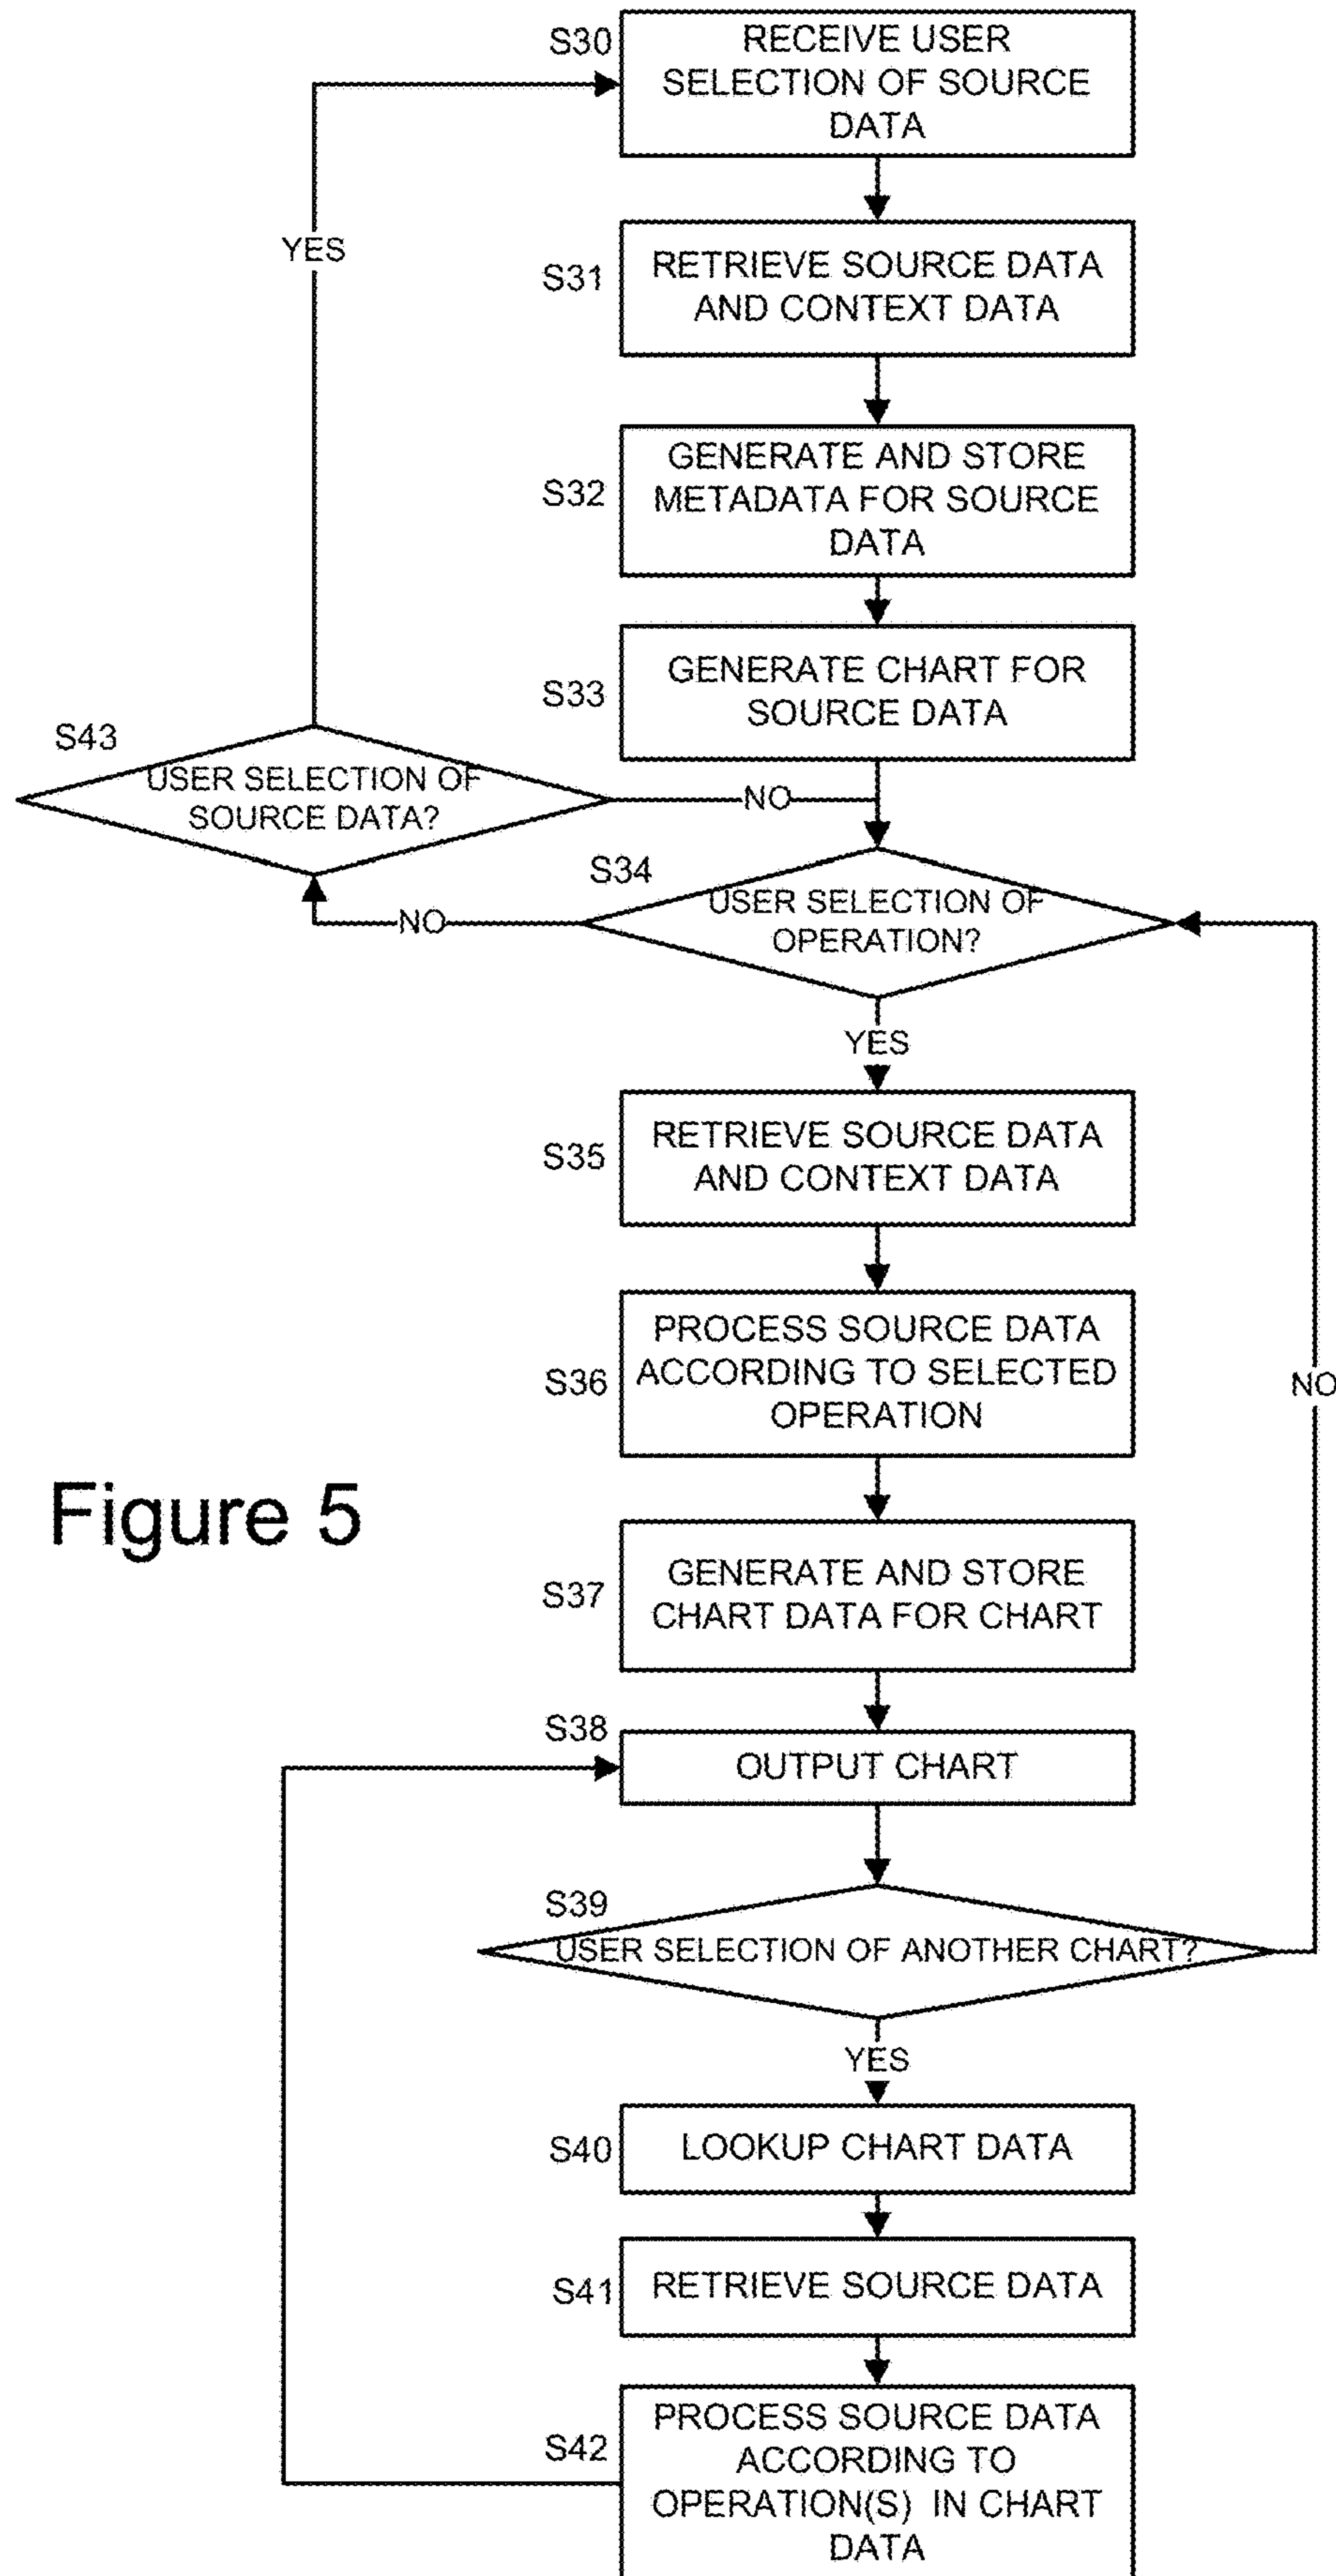 S30
RECEIVE USER
SELECTION OF SOURCE
DATA
YES
S31
RETRIEVE SOURCE DATA
AND CONTEXT DATA
S32
GENERATE AND STORE
METADATA FOR SOURCE
DATA
S33
GENERATE CHART FOR
SOURCE DATA
S43
USER SELECTION OF
SOURCE DATA?
NO
S34
USER SELECTION OF
OPERATION?
NO
YES
S35
RETRIEVE SOURCE DATA
AND CONTEXT DATA
S36
PROCESS SOURCE DATA
ACCORDING TO SELECTED
OPERATION
NO
Figure 5
S37
GENERATE AND STORE
CHART DATA FOR CHART
S38
OUTPUT CHART
S39
USER SELECTION OF ANOTHER CHART?
YES
S40
LOOKUP CHART DATA
S41
RETRIEVE SOURCE DATA
S42
PROCESS SOURCE DATA
ACCORDING TO
OPERATION(S) IN CHART
DATA